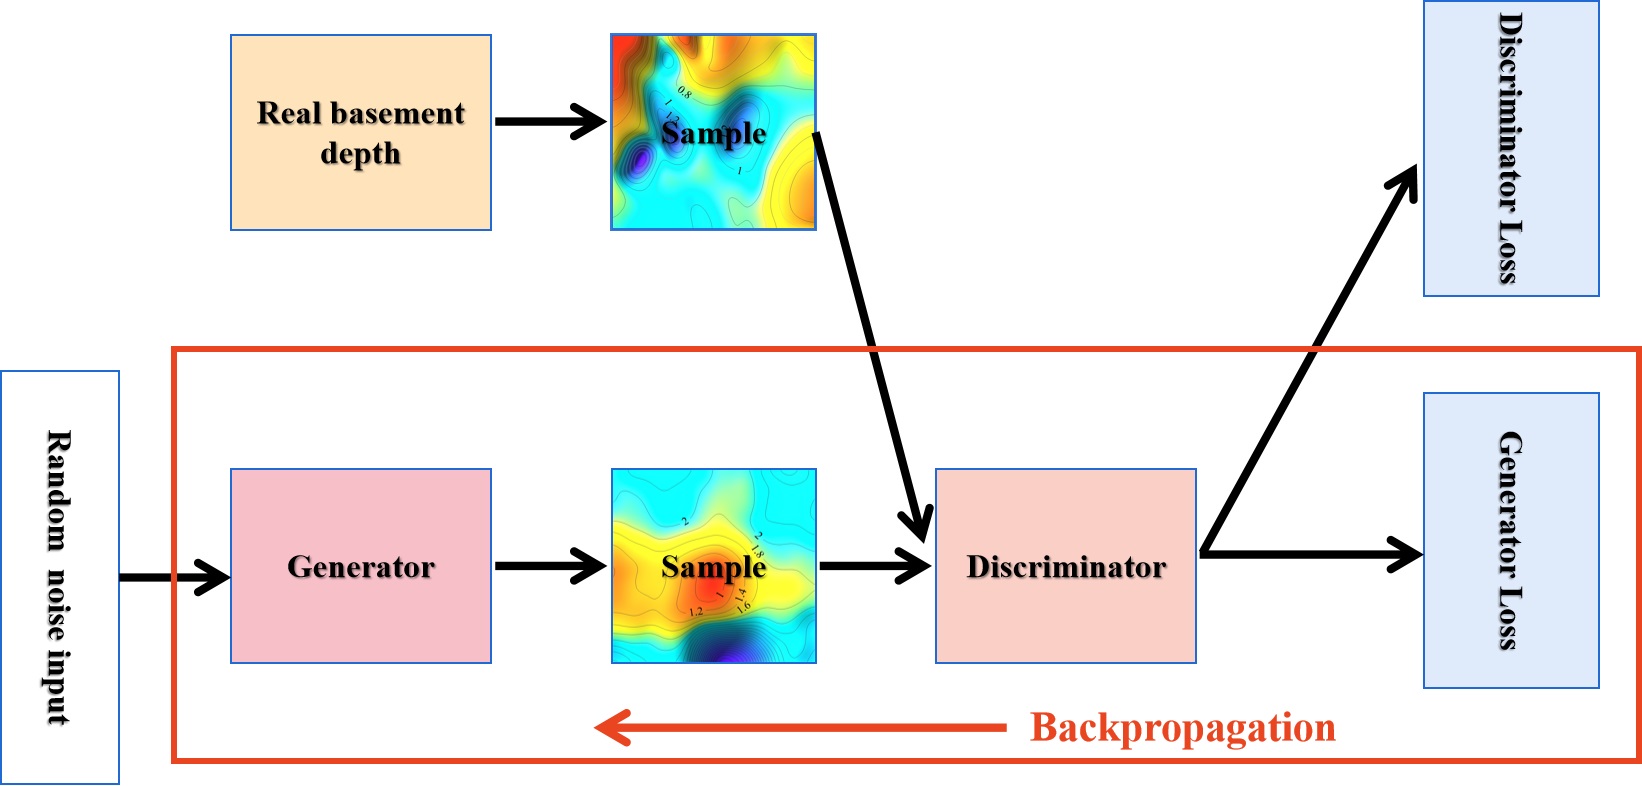 Real basement
depth
0.8
1
1.2
Sample
1
Discriminator Loss
Random noise input
Generator
2
2
1.8
Sample
1
1.4
1.2
1.6
Discriminator
Generator Loss
Backpropagation